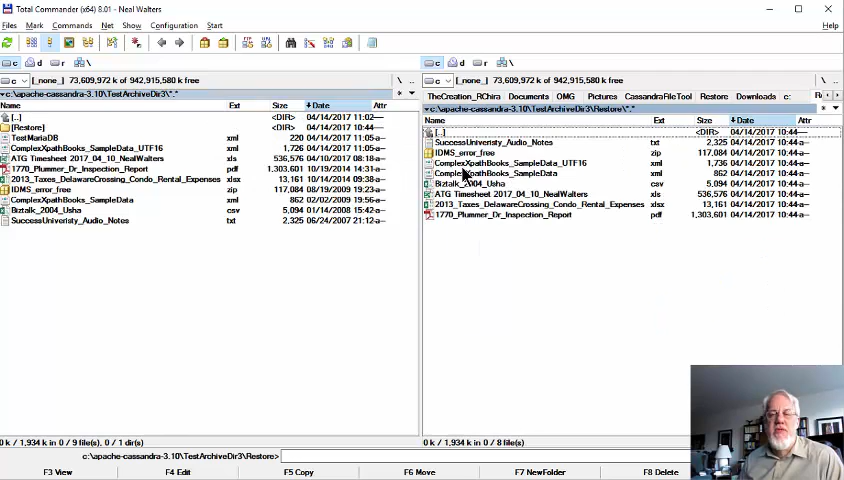 Total Commander (x64) 8.01 - Neal Walters
Files Mark Commands Net Show Configuration Start Help
c d r \ c d r \
c [_none_] 73,609,972 k of 942,915,580 k free \ .. c [_none_] 73,609,972 k of 942,915,580 k free \ ..
TheCreation_RChira Documents OMG Pictures CassandraFileTool Restore Downloads c:
c:\apache-cassandra-3.10\TestArchiveDir3\*.* * c:\apache-cassandra-3.10\TestArchiveDir3\Restore\*.* *
Name Ext Size Date Attr
[..] <DIR> 04/14/2017 11:02 ----
[Restore] <DIR> 04/14/2017 10:44 ----
TestMariaDB xml 220 04/14/2017 11:05 -a--
ComplexXpathBooks_SampleData_UTF16 xml 1,726 04/14/2017 11:05 -a--
ATG Timesheet 2017_04_10_NealWalters xls 536,576 04/10/2017 08:18 -a--
1770_Plummer_Dr_Inspection_Report pdf 1,303,601 10/19/2014 14:31 -a--
2013_Taxes_DelawareCrossing_Condo_Rental_Expenses xlsx 13,161 10/14/2014 09:38 -a--
IDMS_error_free zip 117,084 08/19/2009 19:23 -a--
ComplexXpathBooks_SampleData xml 862 02/02/2009 19:56 -a--
Biztalk_2004_Usha csv 5,094 01/14/2008 15:42 -a--
SuccessUniveristy_Audio_Notes txt 2,325 06/24/2007 21:12 -a--
Name Ext Size Date Attr
[..] <DIR> 04/14/2017 10:44 ----
SuccessUniveristy_Audio_Notes txt 2,325 04/14/2017 10:44 -a--
IDMS_error_free zip 117,084 04/14/2017 10:44 -a--
ComplexXpathBooks_SampleData_UTF16 xml 1,736 04/14/2017 10:44 -a--
ComplexXpathBooks_SampleData xml 862 04/14/2017 10:44 -a--
Biztalk_2004_Usha csv 5,094 04/14/2017 10:44 -a--
ATG Timesheet 2017_04_10_NealWalters xls 536,576 04/14/2017 10:44 -a--
2013_Taxes_DelawareCrossing_Condo_Rental_Expenses xlsx 13,161 04/14/2017 10:44 -a--
1770_Plummer_Dr_Inspection_Report pdf 1,303,601 04/14/2017 10:44 -a--
0 k / 1,934 k in 0 / 9 file(s), 0 / 1 dir(s) 0 k / 1,934 k in 0 / 8 file(s)
c:\apache-cassandra-3.10\TestArchiveDir3\Restore>
F3 View F4 Edit F5 Copy F6 Move F7 NewFolder F8 Delete